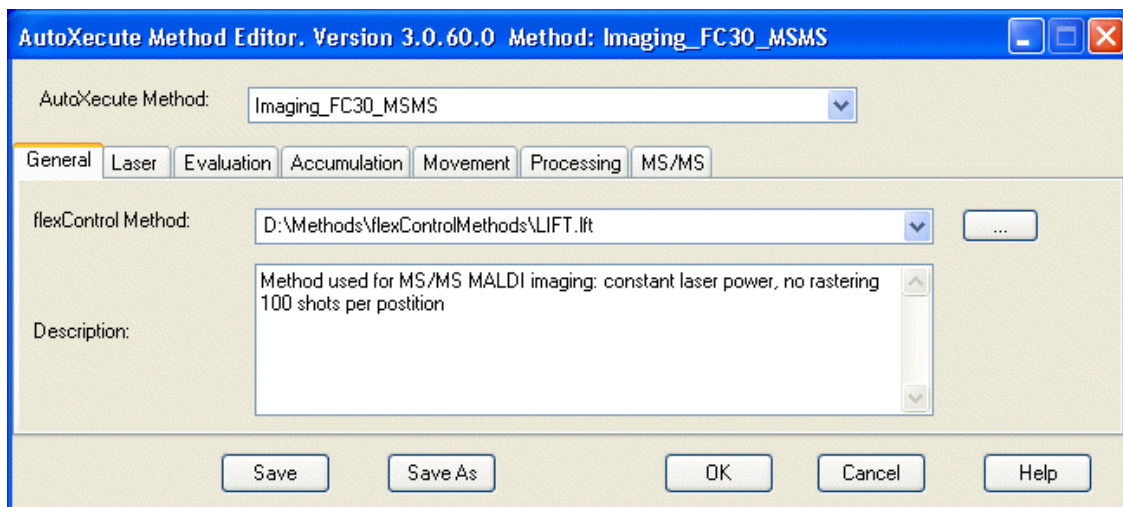 AutoXecute Method Editor. Version 3.0.60.0 Method: Imaging_FC30_MSMS
AutoXecute Method:
Imaging_FC30_MSMS
General Laser Evaluation Accumulation Movement Processing MS/MS
flexControl Method:
D:\Methods\flexControlMethods\LIFT.lft
...
Description:
Method used for MS/MS MALDI imaging: constant laser power, no rastering
100 shots per postition
Save Save As OK Cancel Help